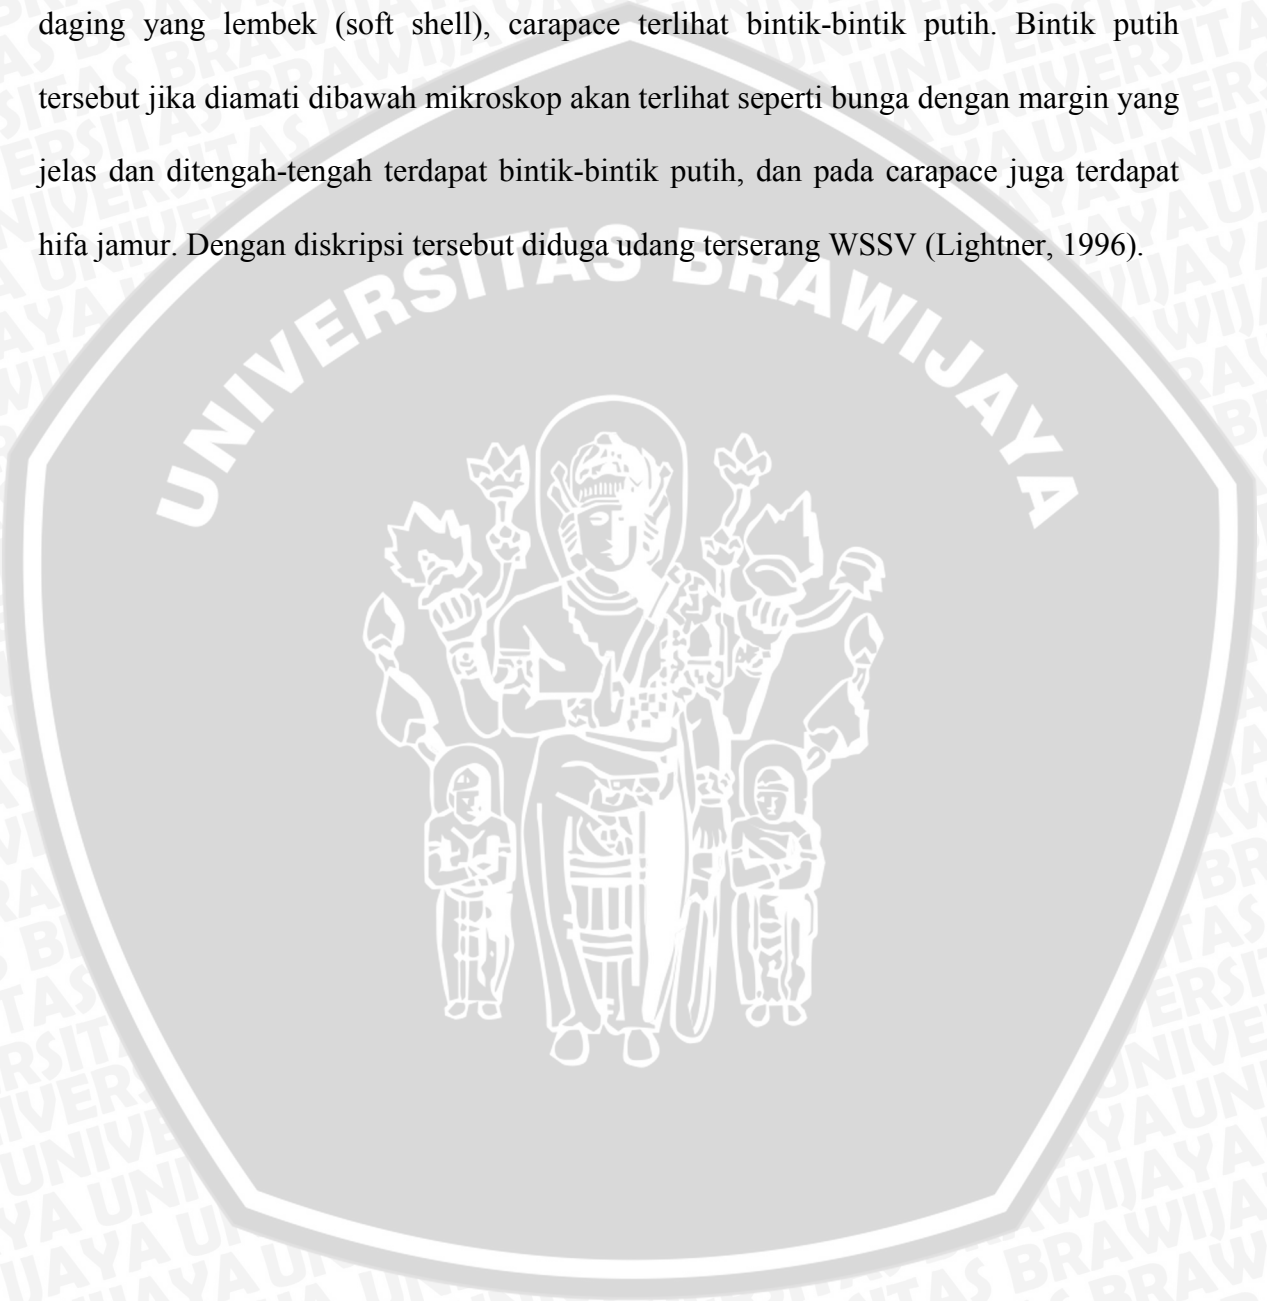 daging yang lembek (soft shell), carapace terlihat bintik-bintik putih. Bintik putih
tersebut jika diamati dibawah mikroskop akan terlihat seperti bunga dengan margin yang
jelas dan ditengah-tengah terdapat bintik-bintik putih, dan pada carapace juga terdapat
hifa jamur. Dengan diskripsi tersebut diduga udang terserang WSSV (Lightner, 1996).
UNIVERSITAS BRAWIJAYA